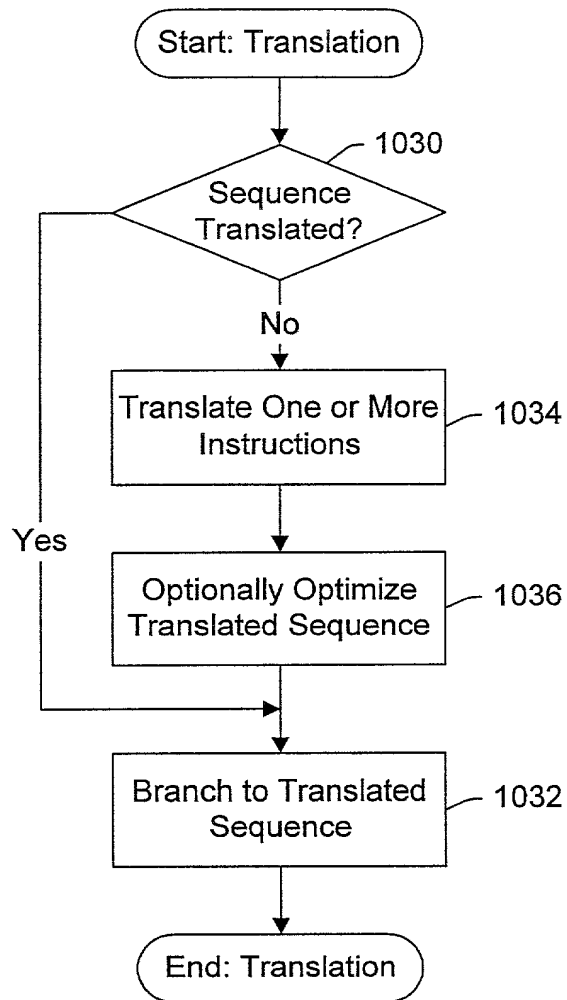 Start: Translation
1030
Sequence
Translated?
No
Translate One or More
Instructions
1034
Yes
Optionally Optimize
Translated Sequence
1036
Branch to Translated
Sequence
1032
End: Translation